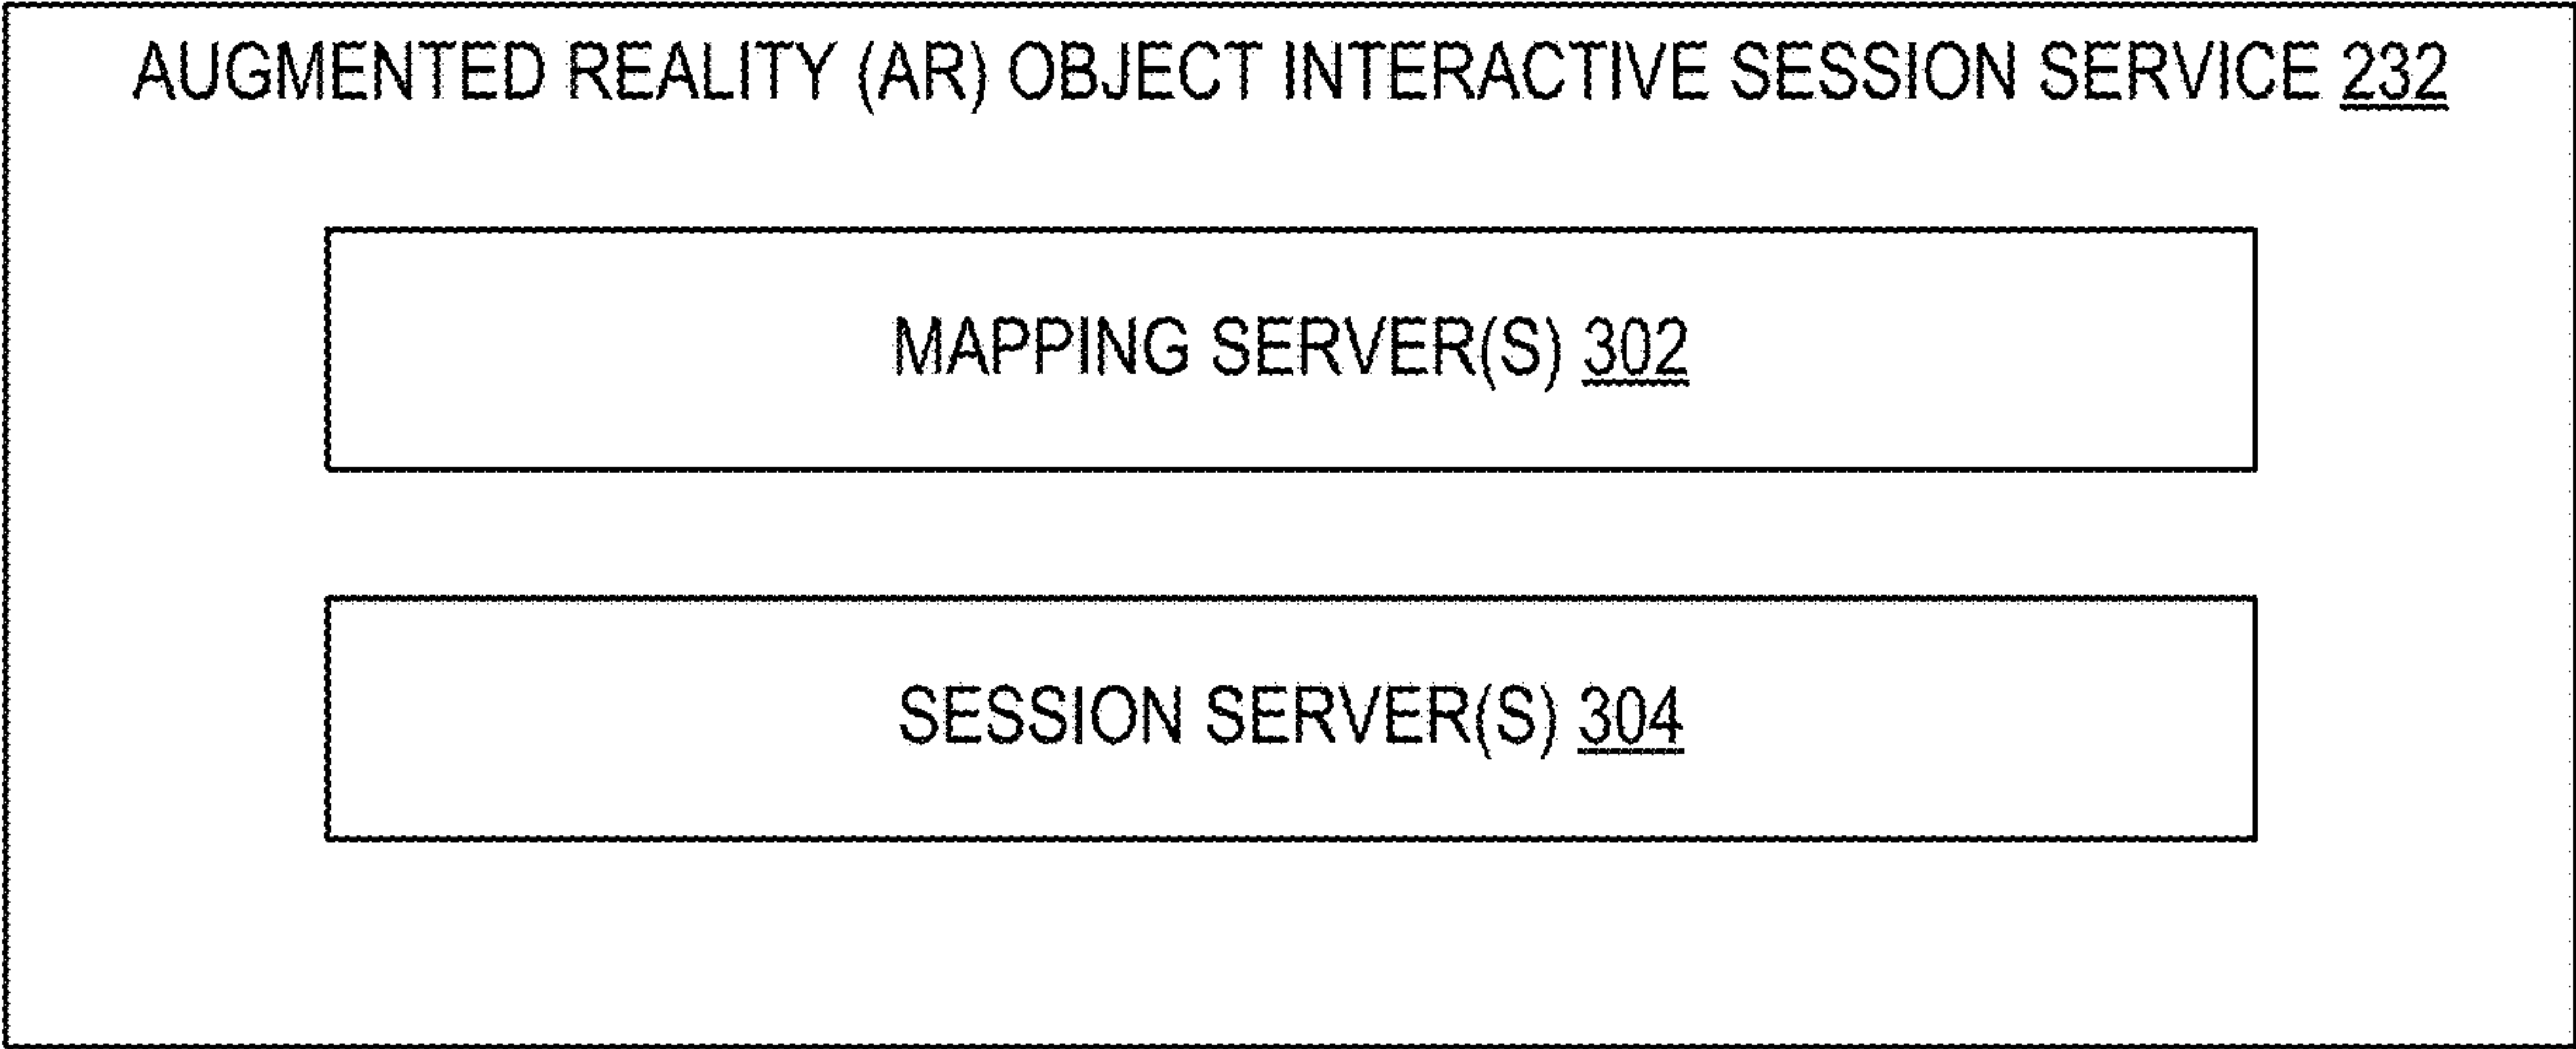 AUGMENTED REALITY (AR) OBJECT INTERACTIVE SESSION SERVICE 232
MAPPING SERVER(S) 302
SESSION SERVER(S) 304